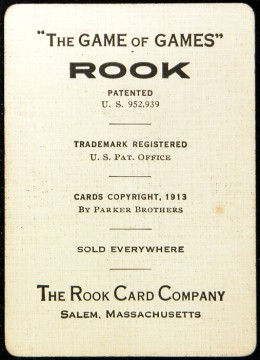 "THE GAME OF GAMES"
ROOK
PATENTED
U. S. 952,939
TRADEMARK REGISTERED
U. S. PAT. OFFICE
CARDS COPYRIGHT, 1913
BY PARKER BROTHERS
SOLD EVERYWHERE
THE ROOK CARD COMPANY
SALEM, MASSACHUSETTS